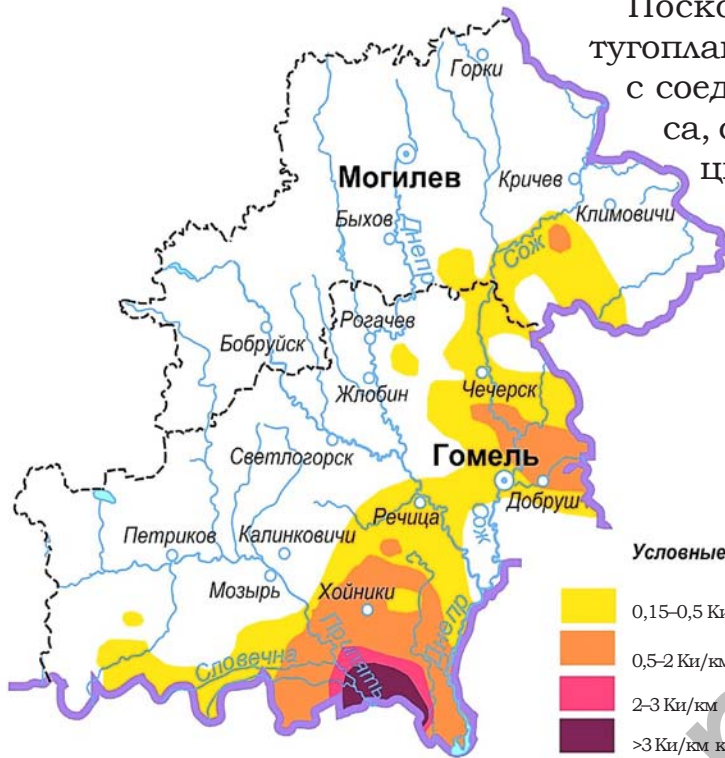 Поско
тугопла
с соед
са, с
ц
Горки
Могилев
Кричев
Климовичи
Быхов
Днепр
Сож
Рогачев
Бобруйск
Жлобин
Чечерск
Светлогорск
Гомель
Добруш
Речица
Сож
Петриков
Калинковичи
Мозырь
Хойники
Припять
Днепр
Словечна
Условные
0,15–0,5 Ки
0,5–2 Ки/км
2–3 Ки/км
>3 Ки/км к